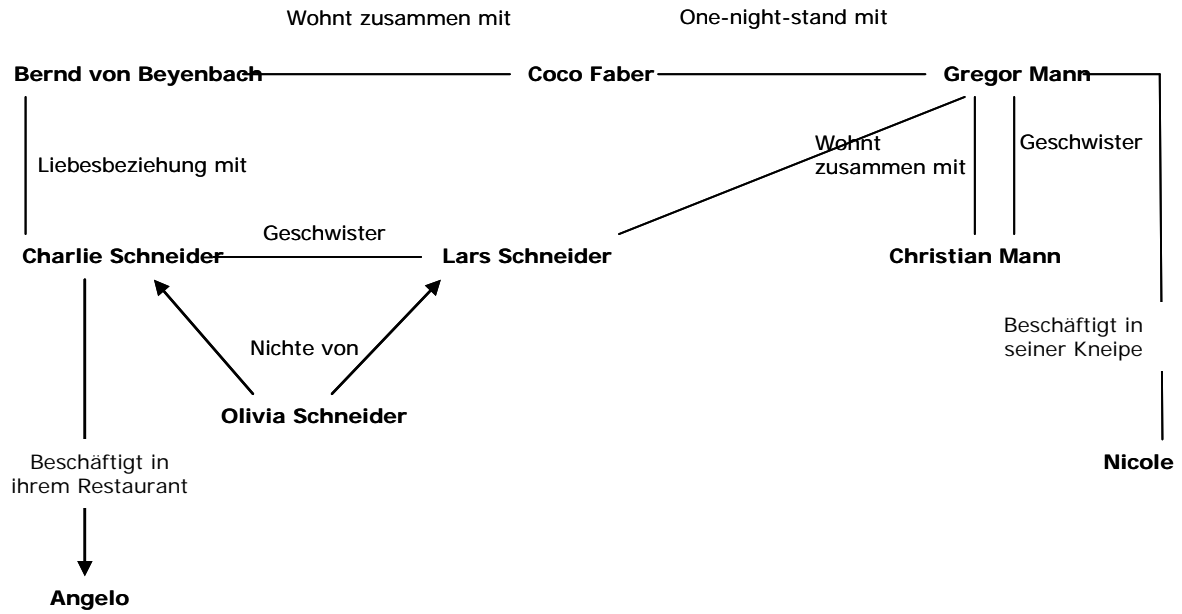 Wohnt zusammen mit
One-night-stand mit
Bernd von Beyenbach
Coco Faber
Gregor Mann
Liebesbeziehung mit
Wohnt
zusammen mit
Geschwister
Geschwister
Charlie Schneider
Lars Schneider
Christian Mann
Nichte von
Beschäftigt in
seiner Kneipe
Olivia Schneider
Beschäftigt in
ihrem Restaurant
Nicole
Angelo